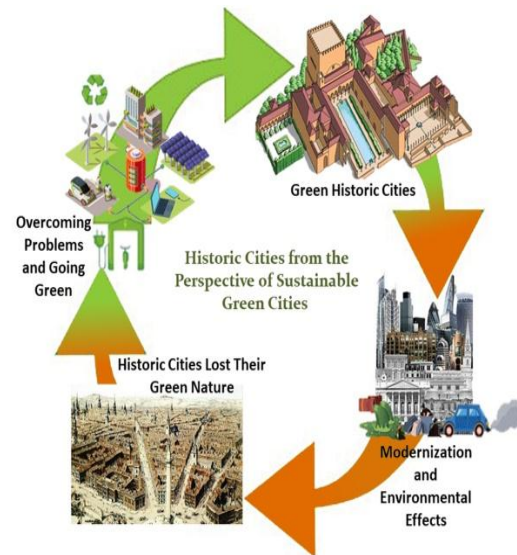 Green Historic Cities
Overcoming
Problems
and Going
Green
Historic Cities from the
Perspective of Sustainable
Green Cities
Historic Cities Lost Their
Green Nature
Modernization
and
Environmental
Effects